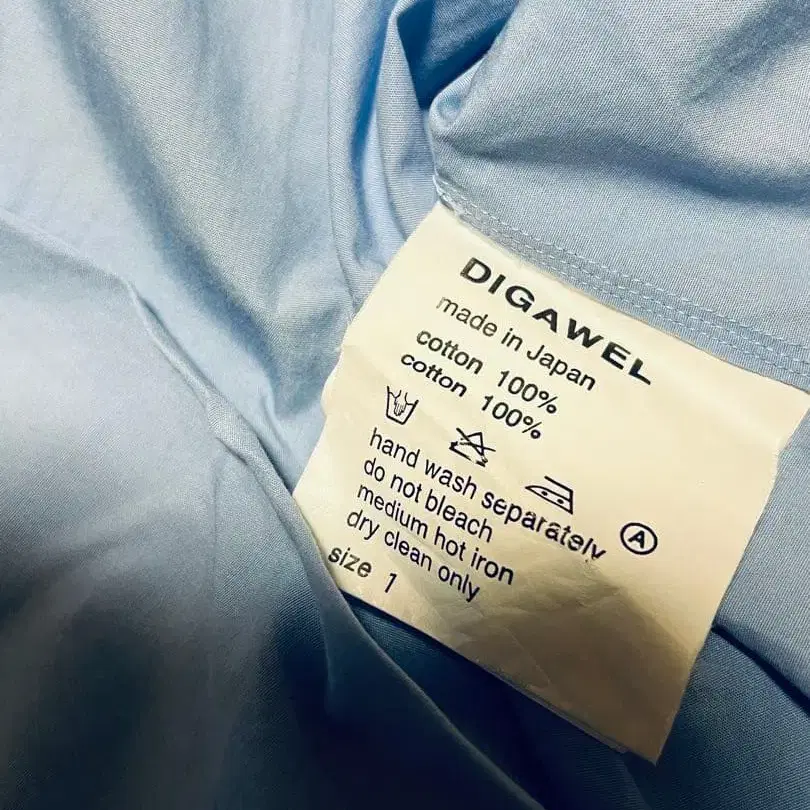 DIGAWEL
made in Japan
cotton 100%
cotton 100%
A
hand wash separately
do not bleach
medium hot iron
dry clean only
size 1